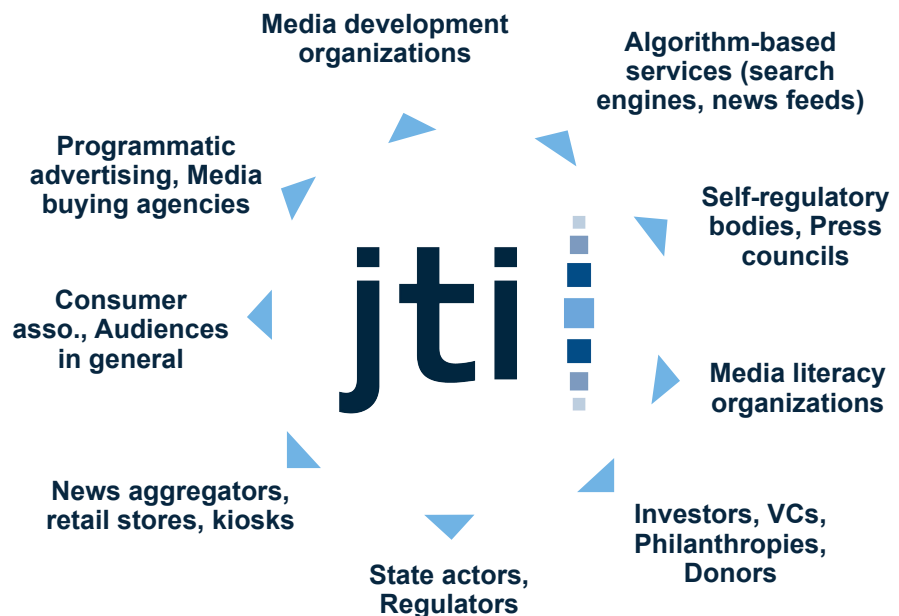 Media development
organizations
Algorithm-based
services (search
engines, news feeds)
Programmatic
advertising, Media
buying agencies
Self-regulatory
bodies, Press
councils
jti
Consumer
asso., Audiences
in general
Media literacy
organizations
News aggregators,
retail stores, kiosks
Investors, VCs,
Philanthropies,
Donors
State actors,
Regulators